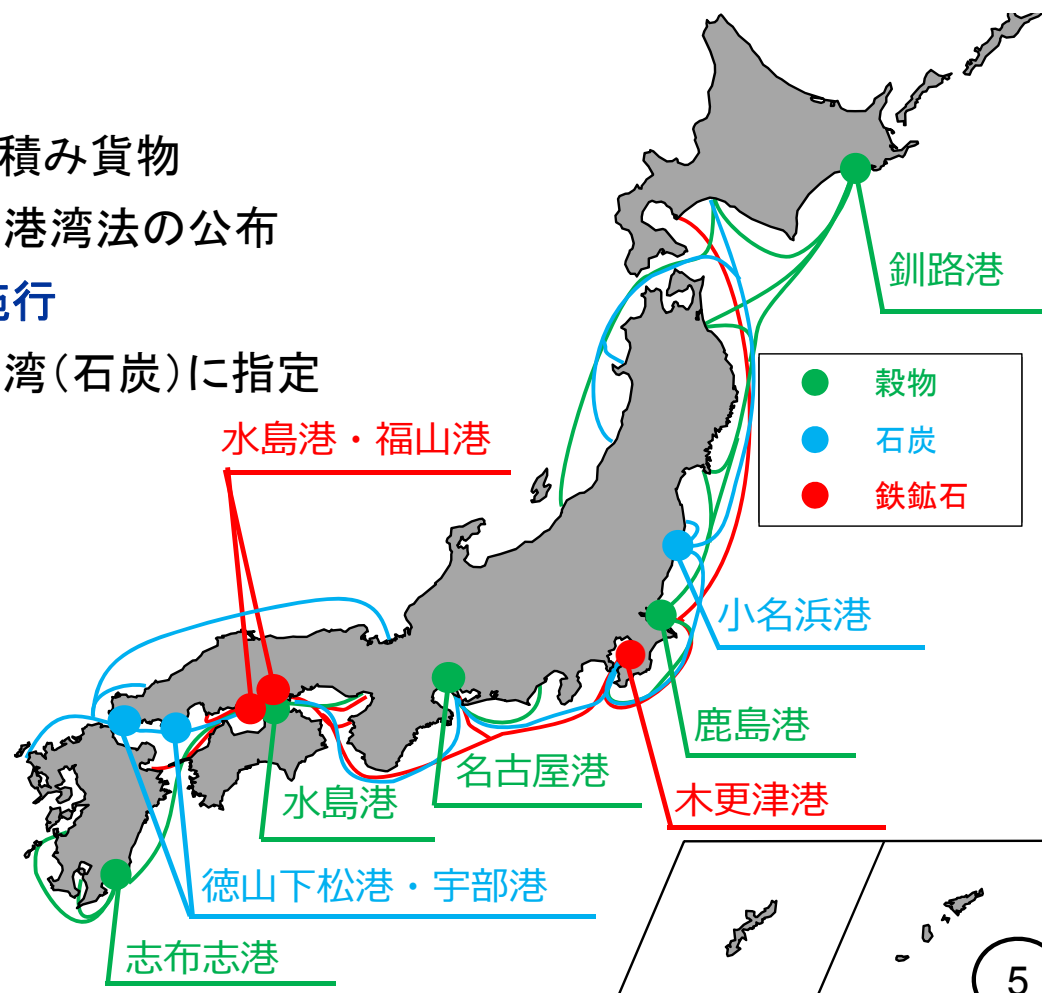 積み貨物
港湾法の公布
施行
湾(石炭)に指定
釧路港
穀物
石炭
鉄鉱石
水島港・福山港
小名浜港
鹿島港
名古屋港
木更津港
水島港
徳山下松港・宇部港
志布志港
5